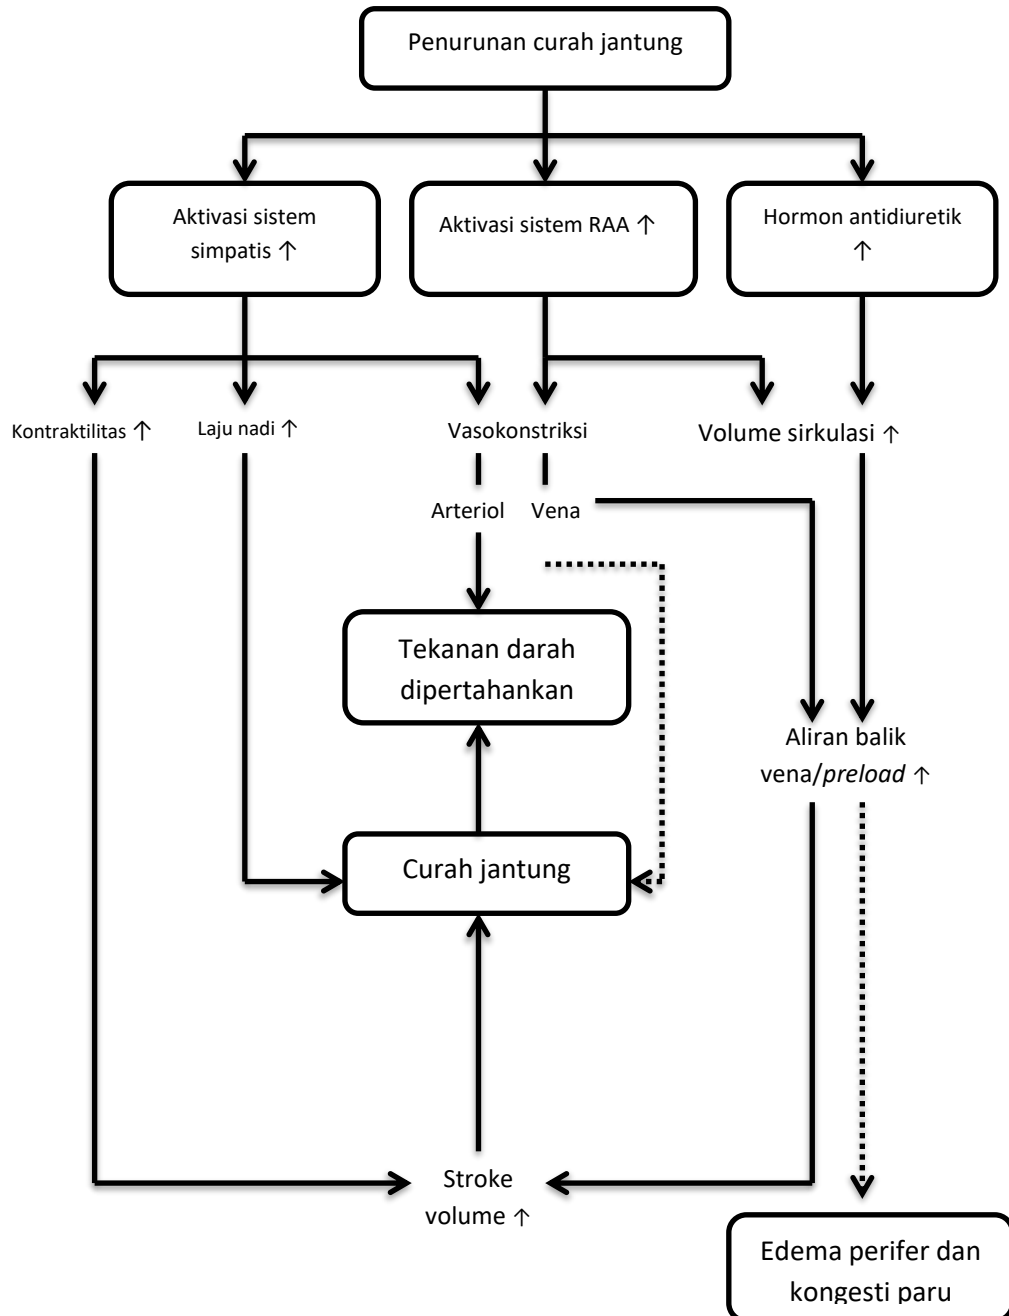 Penurunan curah jantung
Aktivasi sistem
simpatis ↑
Aktivasi sistem RAA ↑
Hormon antidiuretik
↑
Kontraktilitas ↑
Laju nadi ↑
Vasokonstriksi
Volume sirkulasi ↑
Arteriol
Vena
Tekanan darah
dipertahankan
Aliran balik
vena/preload ↑
Curah jantung
Stroke
volume ↑
Edema perifer dan
kongesti paru